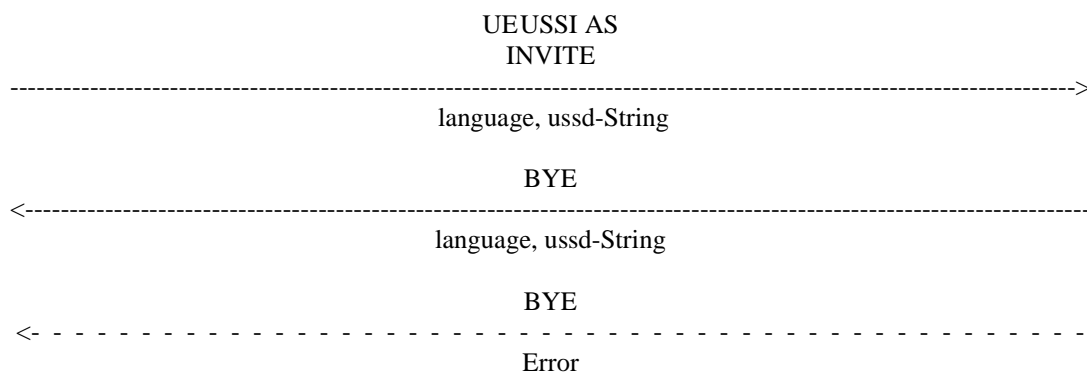 UEUSSI AS
INVITE
------------------------------------------------------------------------------------------------------------------------>
language, ussd-String
BYE
<------------------------------------------------------------------------------------------------------------------------
language, ussd-String
BYE
<- - - - - - - - - - - - - - - - - - - - - - - - - - - - - - - - - - - - - - - -
Error